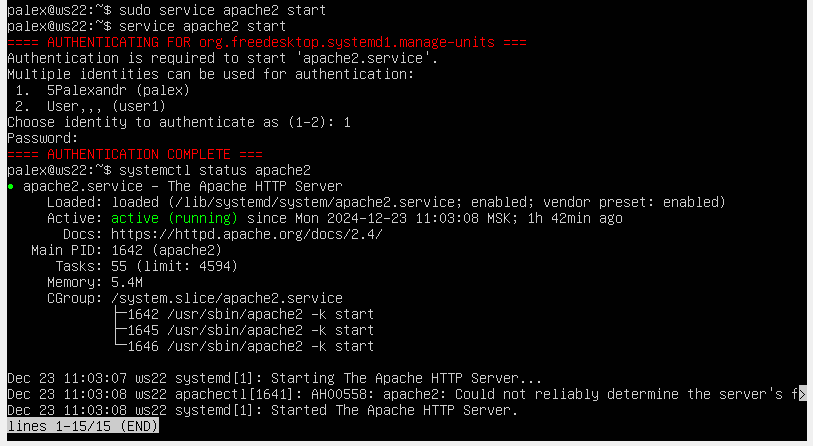 palex@ws22:~$ sudo service apache2 start
palex@ws22:~$ service apache2 start
==== AUTHENTICATING FOR org.freedesktop.systemd1.manage-units ===
Authentication is required to start 'apache2.service'.
Multiple identities can be used for authentication:
 1.  5Palexandr (palex)
 2.  User,,, (user1)
Choose identity to authenticate as (1-2): 1
Password:
==== AUTHENTICATION COMPLETE ===
palex@ws22:~$ systemctl status apache2
● apache2.service - The Apache HTTP Server
     Loaded: loaded (/lib/systemd/system/apache2.service; enabled; vendor preset: enabled)
     Active: active (running) since Mon 2024-12-23 11:03:08 MSK; 1h 42min ago
       Docs: https://httpd.apache.org/docs/2.4/
   Main PID: 1642 (apache2)
      Tasks: 55 (limit: 4594)
     Memory: 5.4M
     CGroup: /system.slice/apache2.service
             ├─1642 /usr/sbin/apache2 -k start
             ├─1645 /usr/sbin/apache2 -k start
             └─1646 /usr/sbin/apache2 -k start
Dec 23 11:03:07 ws22 systemd[1]: Starting The Apache HTTP Server...
Dec 23 11:03:08 ws22 apachectl[1641]: AH00558: apache2: Could not reliably determine the server's f>
Dec 23 11:03:08 ws22 systemd[1]: Started The Apache HTTP Server.
lines 1-15/15 (END)